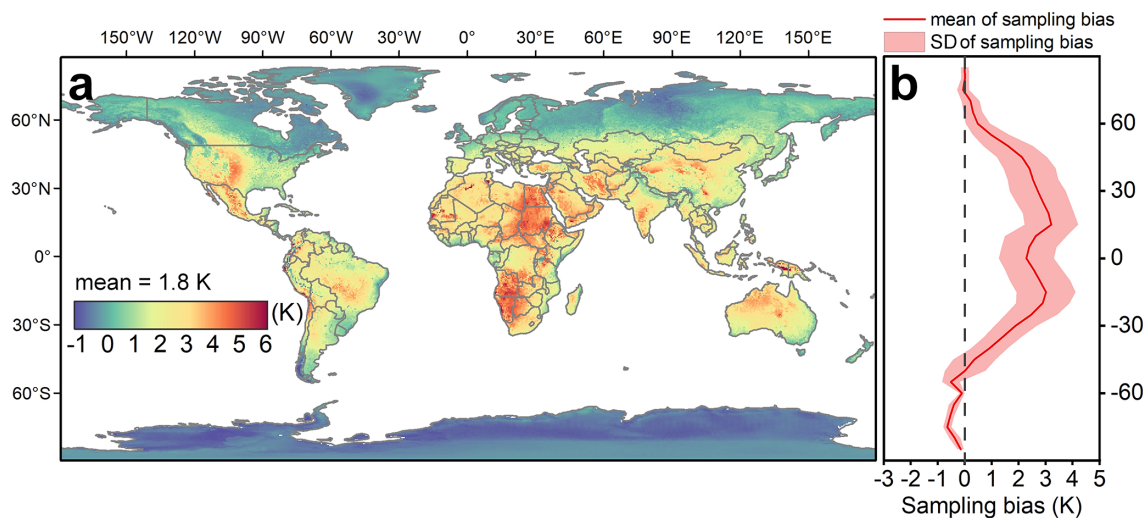 mean of sampling bias
SD of sampling bias
150°W 120°W 90°W 60°W 30°W 0° 30°E 60°E 90°E 120°E 150°E
a
b
60°N
30°N
0°
30°S
60°S
mean = 1.8 K
(K)
-1 0 1 2 3 4 5 6
60
30
0
-30
-60
-3 -2 -1 0 1 2 3 4 5
Sampling bias (K)